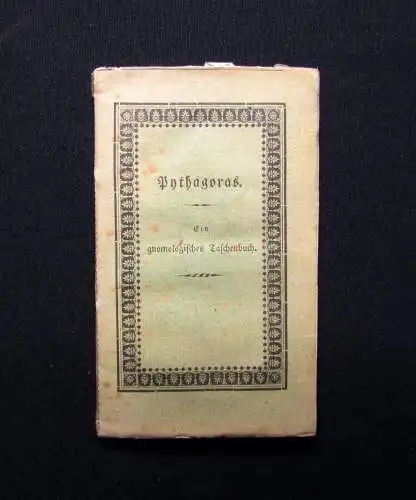 Pythagoras.
Ein
gnomologisches Taschenbuch.